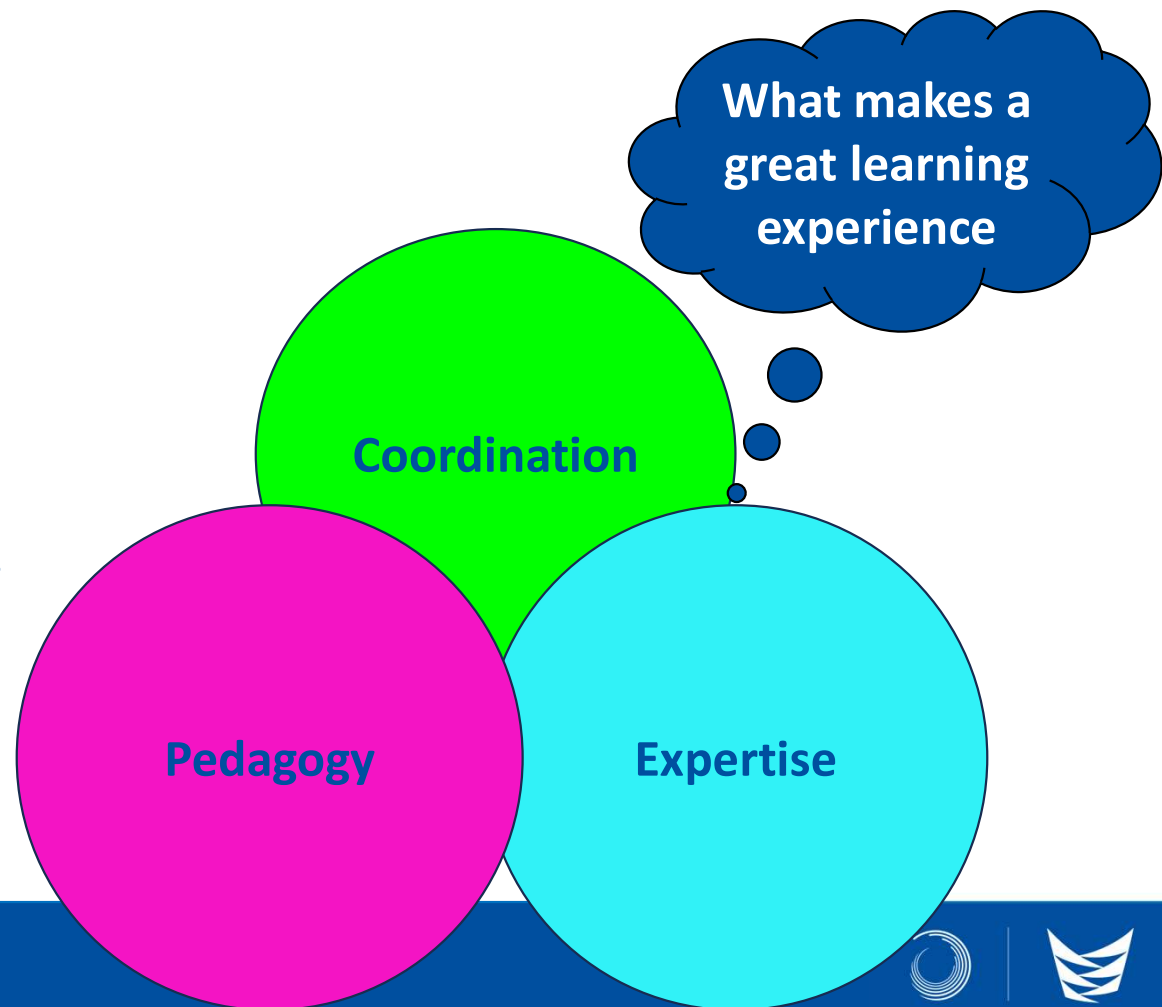 What makes a
great learning
experience
Coordination
Pedagogy
Expertise